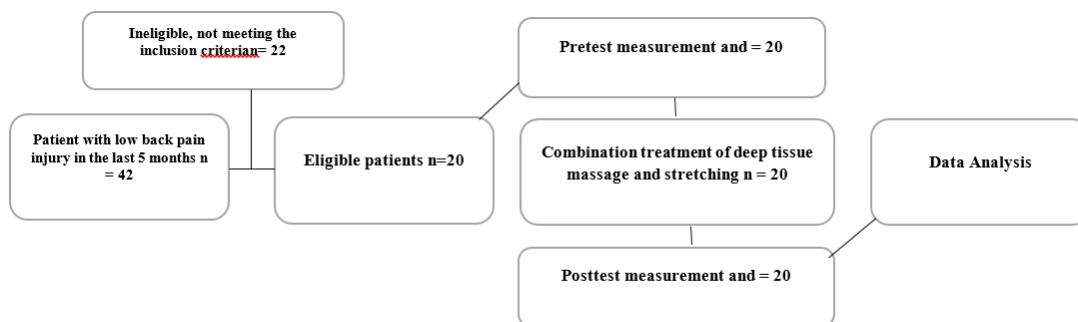 Ineligible, not meeting the
inclusion criterian= 22
Patient with low back pain
injury in the last 5 months n
= 42
Eligible patients n=20
Pretest measurement and = 20
Combination treatment of deep tissue
massage and stretching n = 20
Posttest measurement and = 20
Data Analysis